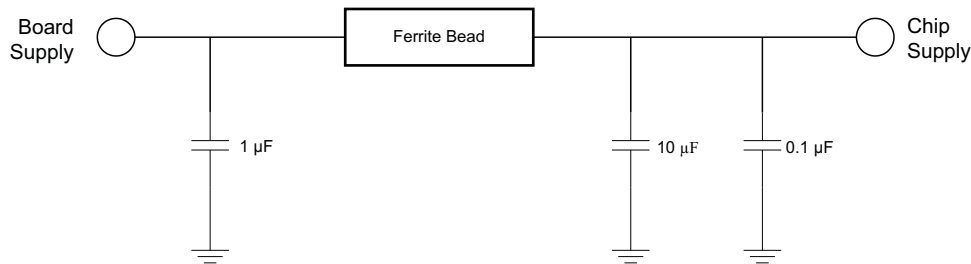 Board
Supply
Ferrite Bead
Chip
Supply
1 µF
10 µF
0.1 µF